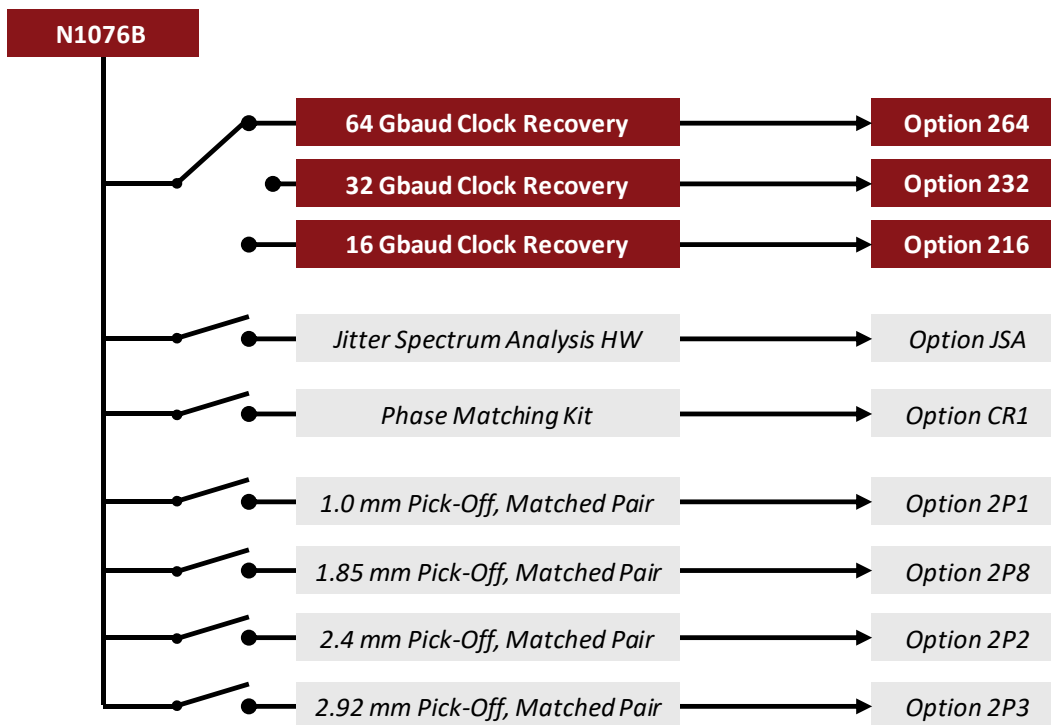 N1076B
64 Gbaud Clock Recovery
Option 264
32 Gbaud Clock Recovery
Option 232
16 Gbaud Clock Recovery
Option 216
Jitter Spectrum Analysis HW
Option JSA
Phase Matching Kit
Option CR1
1.0 mm Pick-Off, Matched Pair
Option 2P1
1.85 mm Pick-Off, Matched Pair
Option 2P8
2.4 mm Pick-Off, Matched Pair
Option 2P2
2.92 mm Pick-Off, Matched Pair
Option 2P3